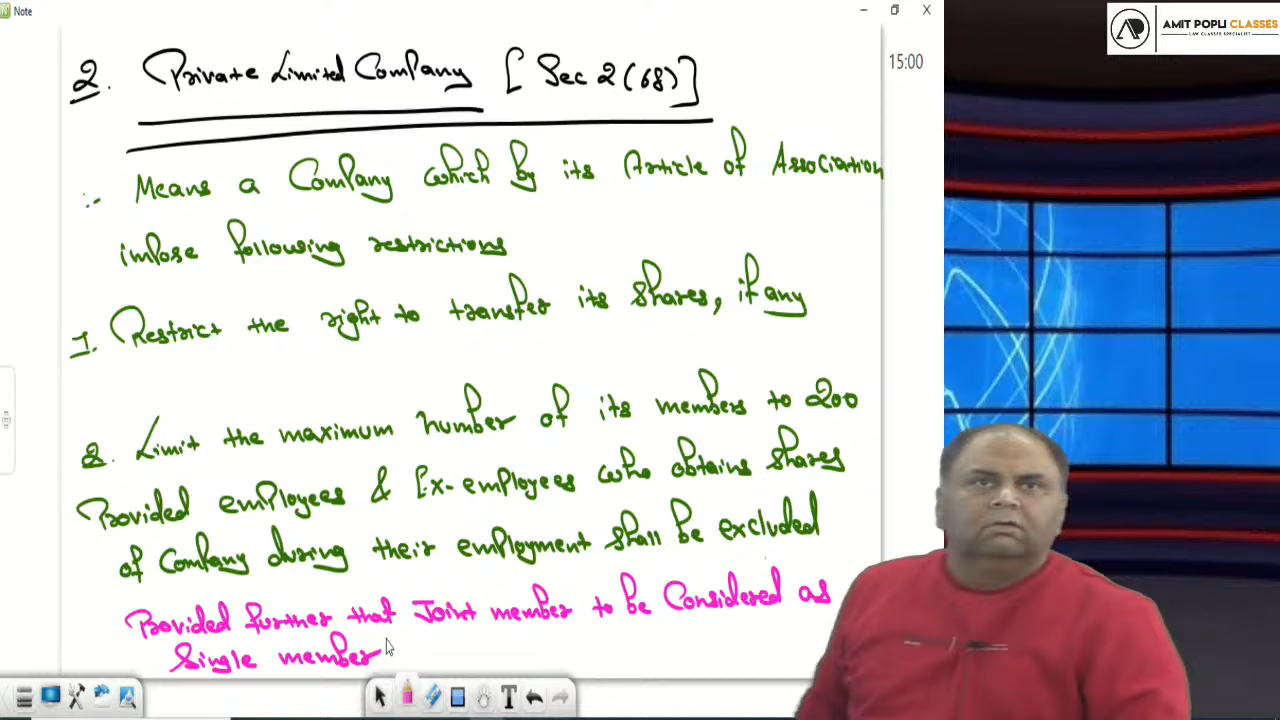 Note
AMIT POPLI CLASSES
LAW CLASSES SPECIALIST
15:00
2. Private Limited Company [Sec 2(68)]
:- Means a Company which by its Article of Association
impose following restrictions
1. Restrict the right to transfer its shares, if any
2. Limit the maximum number of its members to 200
Provided employees & Ex-employees who obtains shares
of Company during their employment shall be excluded
Provided further that Joint member to be Considered as
Single member